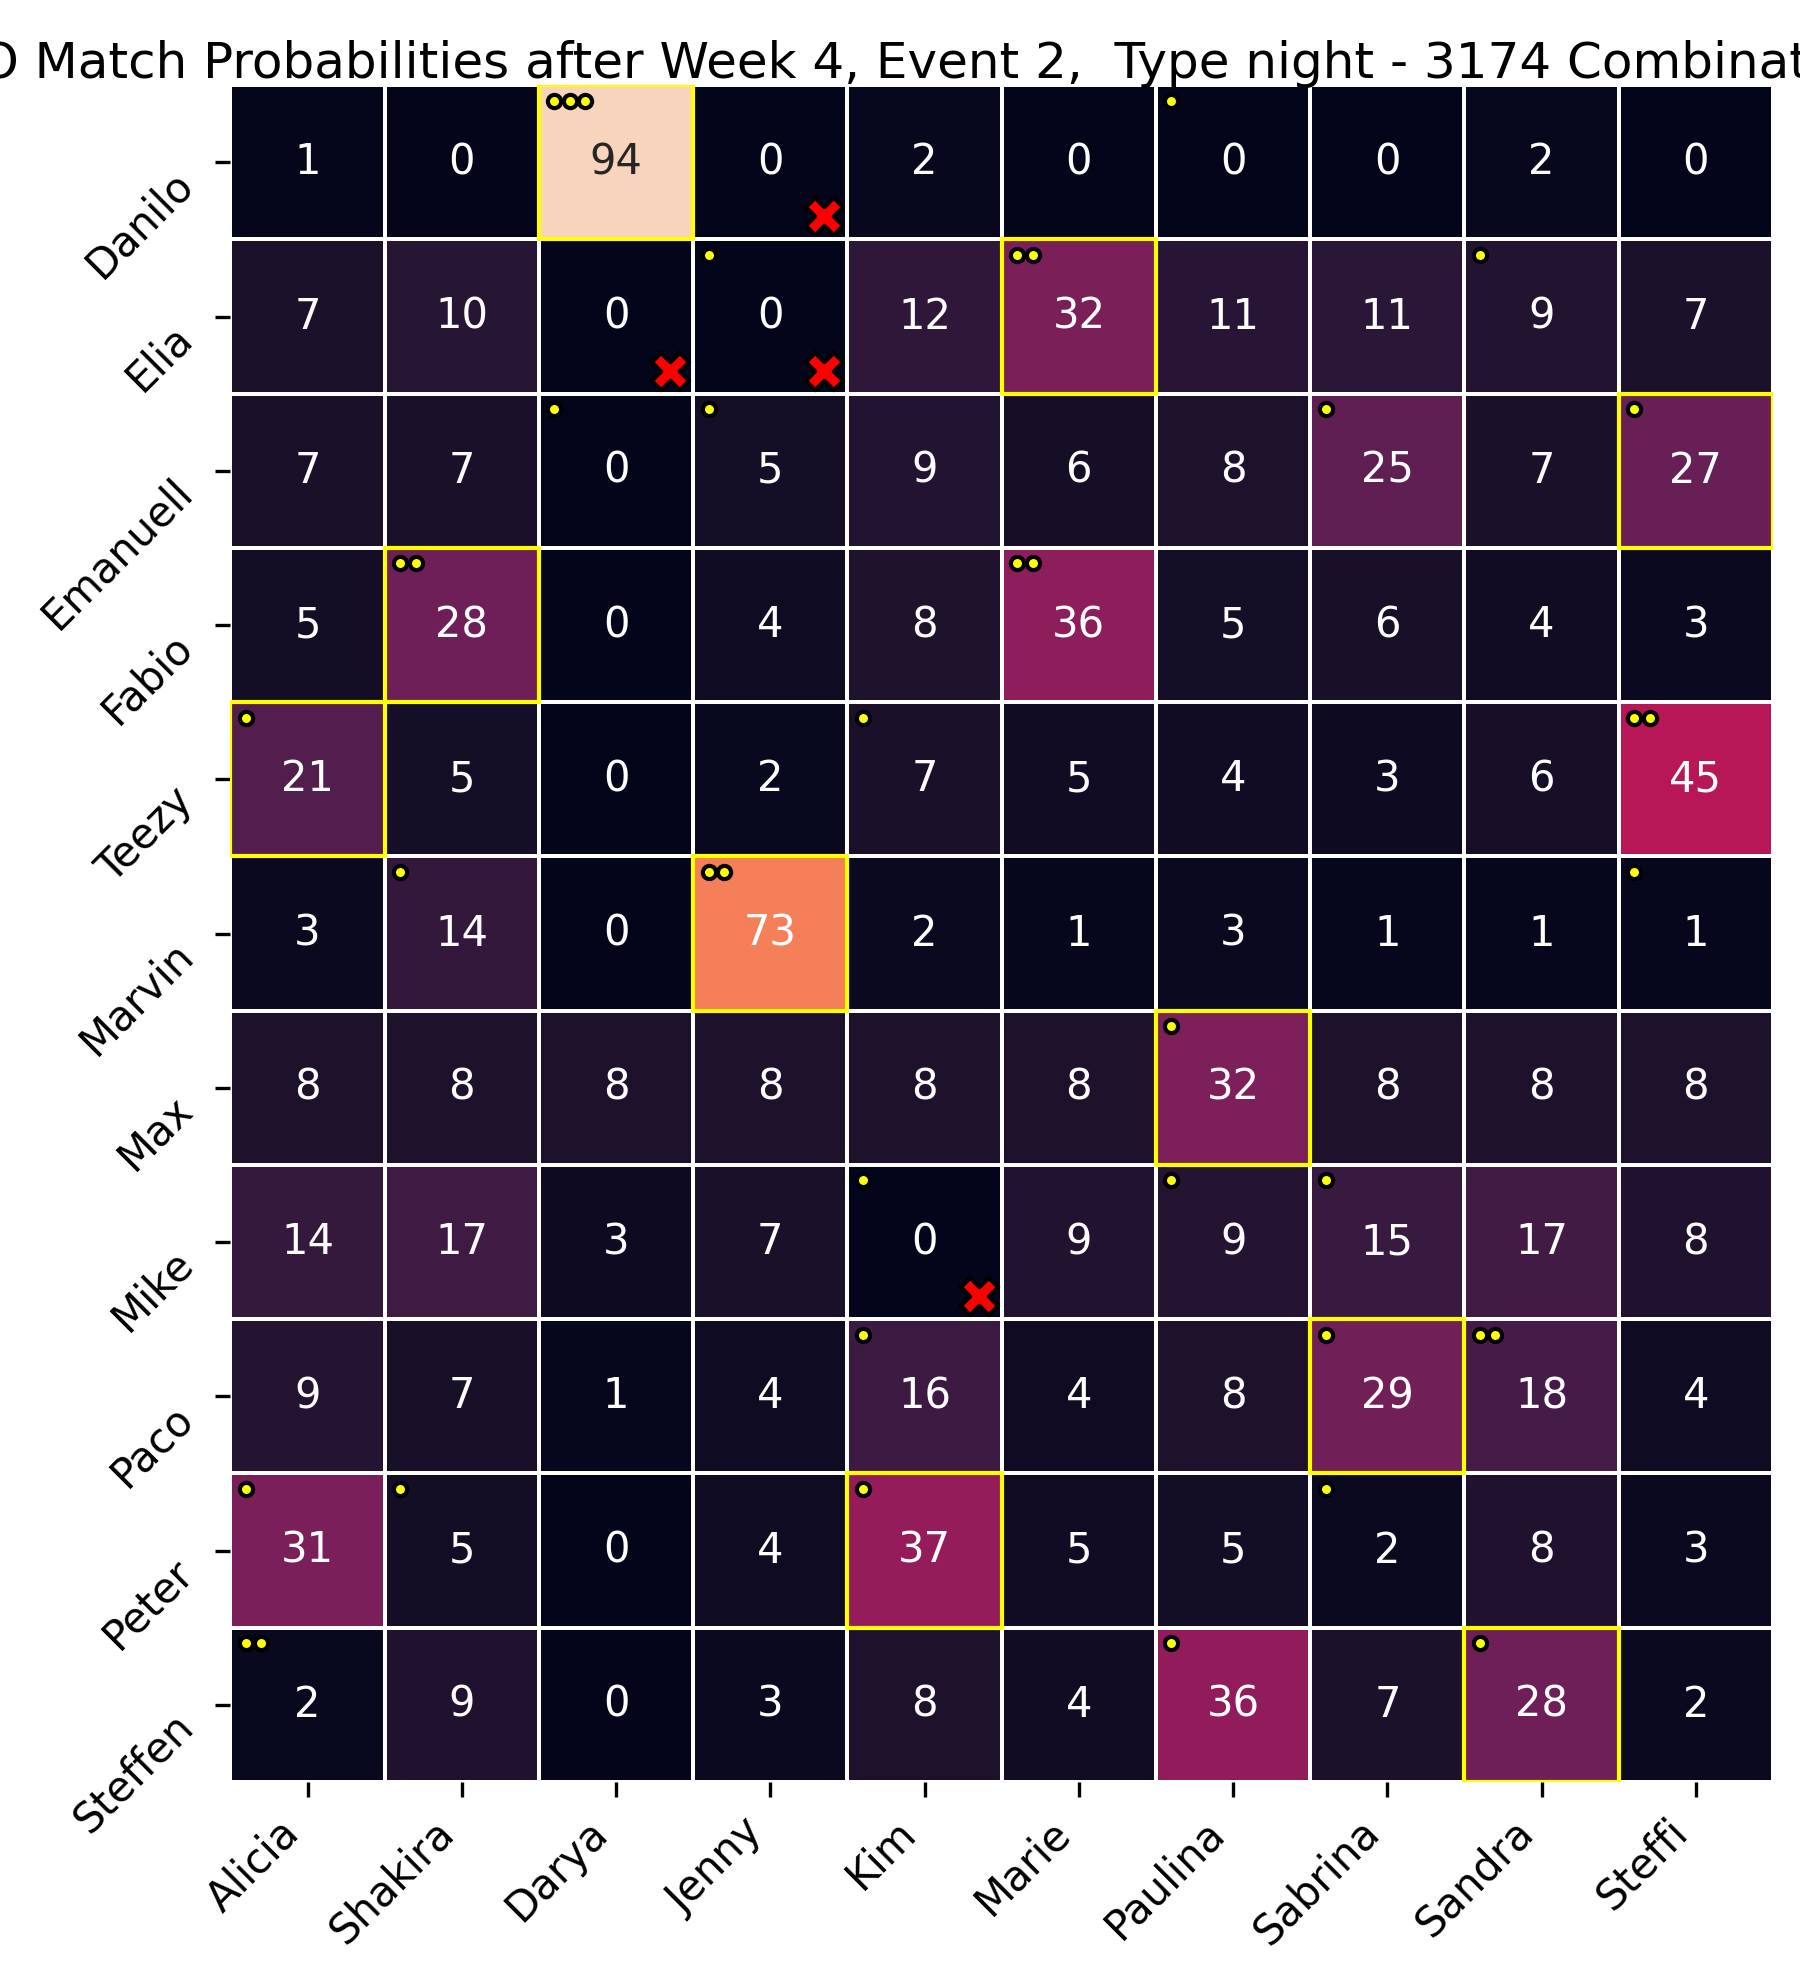 Match Probabilities after Week 4, Event 2, Type night - 3174
Danilo 1 0 94 0 2 0 0 0 2 0
Elia 7 10 0 0 12 32 11 11 9 7
Emanuell 7 7 0 5 9 6 8 25 7 27
Fabio 5 28 0 4 8 36 5 6 4 3
Teezy 21 5 0 2 7 5 4 3 6 45
Marvin 3 14 0 73 2 1 3 1 1 1
Max 8 8 8 8 8 8 32 8 8 8
Mike 14 17 3 7 0 9 9 15 17 8
Paco 9 7 1 4 16 4 8 29 18 4
Peter 31 5 0 4 37 5 5 2 8 3
Steffen 2 9 0 3 8 4 36 7 28 2
Alicia Shakira Darya Jenny Kim Marie Paulina Sabrina Sandra Steffi